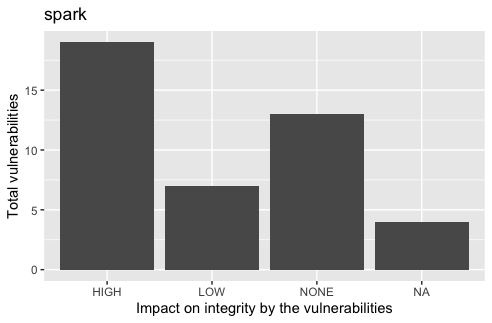 spark
Total vulnerabilities
15
10
5
0
HIGH LOW NONE NA
Impact on integrity by the vulnerabilities